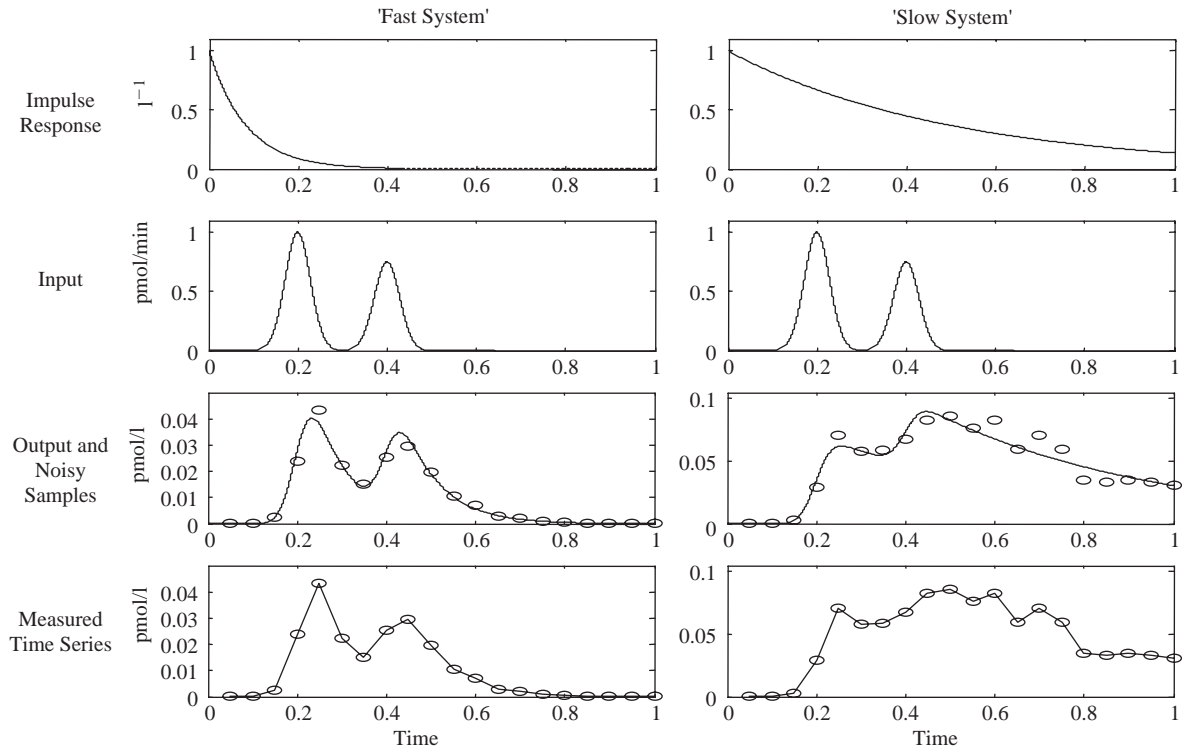 'Fast System'
'Slow System'
Impulse
Response
l⁻¹
1
0.5
0
0 0.2 0.4 0.6 0.8 1
1
0.5
0
0 0.2 0.4 0.6 0.8 1
Input
pmol/min
1
0.5
0
0 0.2 0.4 0.6 0.8 1
1
0.5
0
0 0.2 0.4 0.6 0.8 1
Output and
Noisy
Samples
pmol/l
0.04
0.03
0.02
0.01
0
0 0.2 0.4 0.6 0.8 1
0.1
0.05
0
0 0.2 0.4 0.6 0.8 1
Measured
Time Series
pmol/l
0.04
0.03
0.02
0.01
0
0 0.2 0.4 0.6 0.8 1
Time
0.1
0.05
0
0 0.2 0.4 0.6 0.8 1
Time